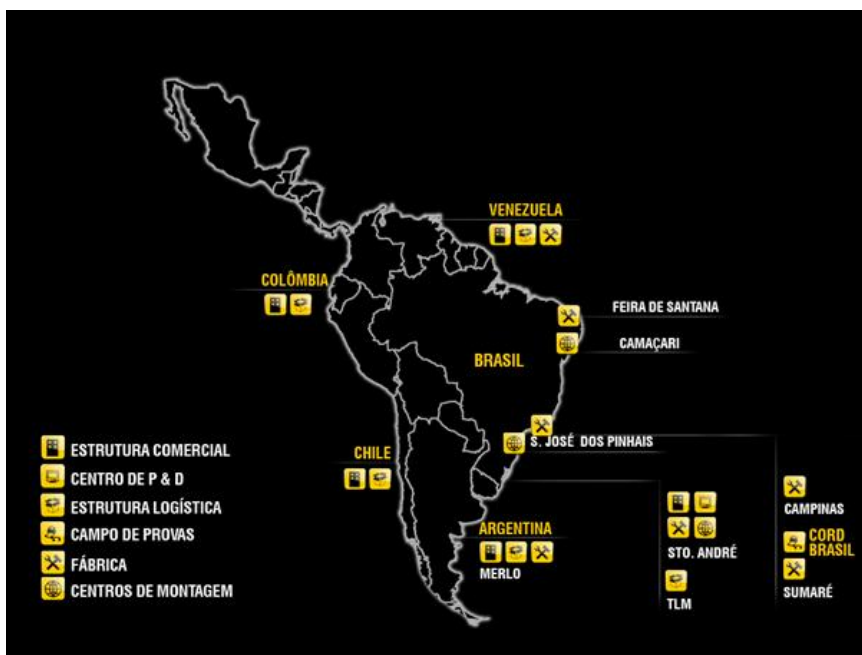 VENEZUELA
COLÔMBIA
FEIRA DE SANTANA
CAMAÇARI
BRASIL
S. JOSÉ DOS PINHAIS
CHILE
ESTRUTURA COMERCIAL
CENTRO DE P & D
ESTRUTURA LOGÍSTICA
CAMPO DE PROVAS
FÁBRICA
CENTROS DE MONTAGEM
ARGENTINA
MERLO
STO. ANDRÉ
TLM
CAMPINAS
CORD
BRASIL
SUMARÉ